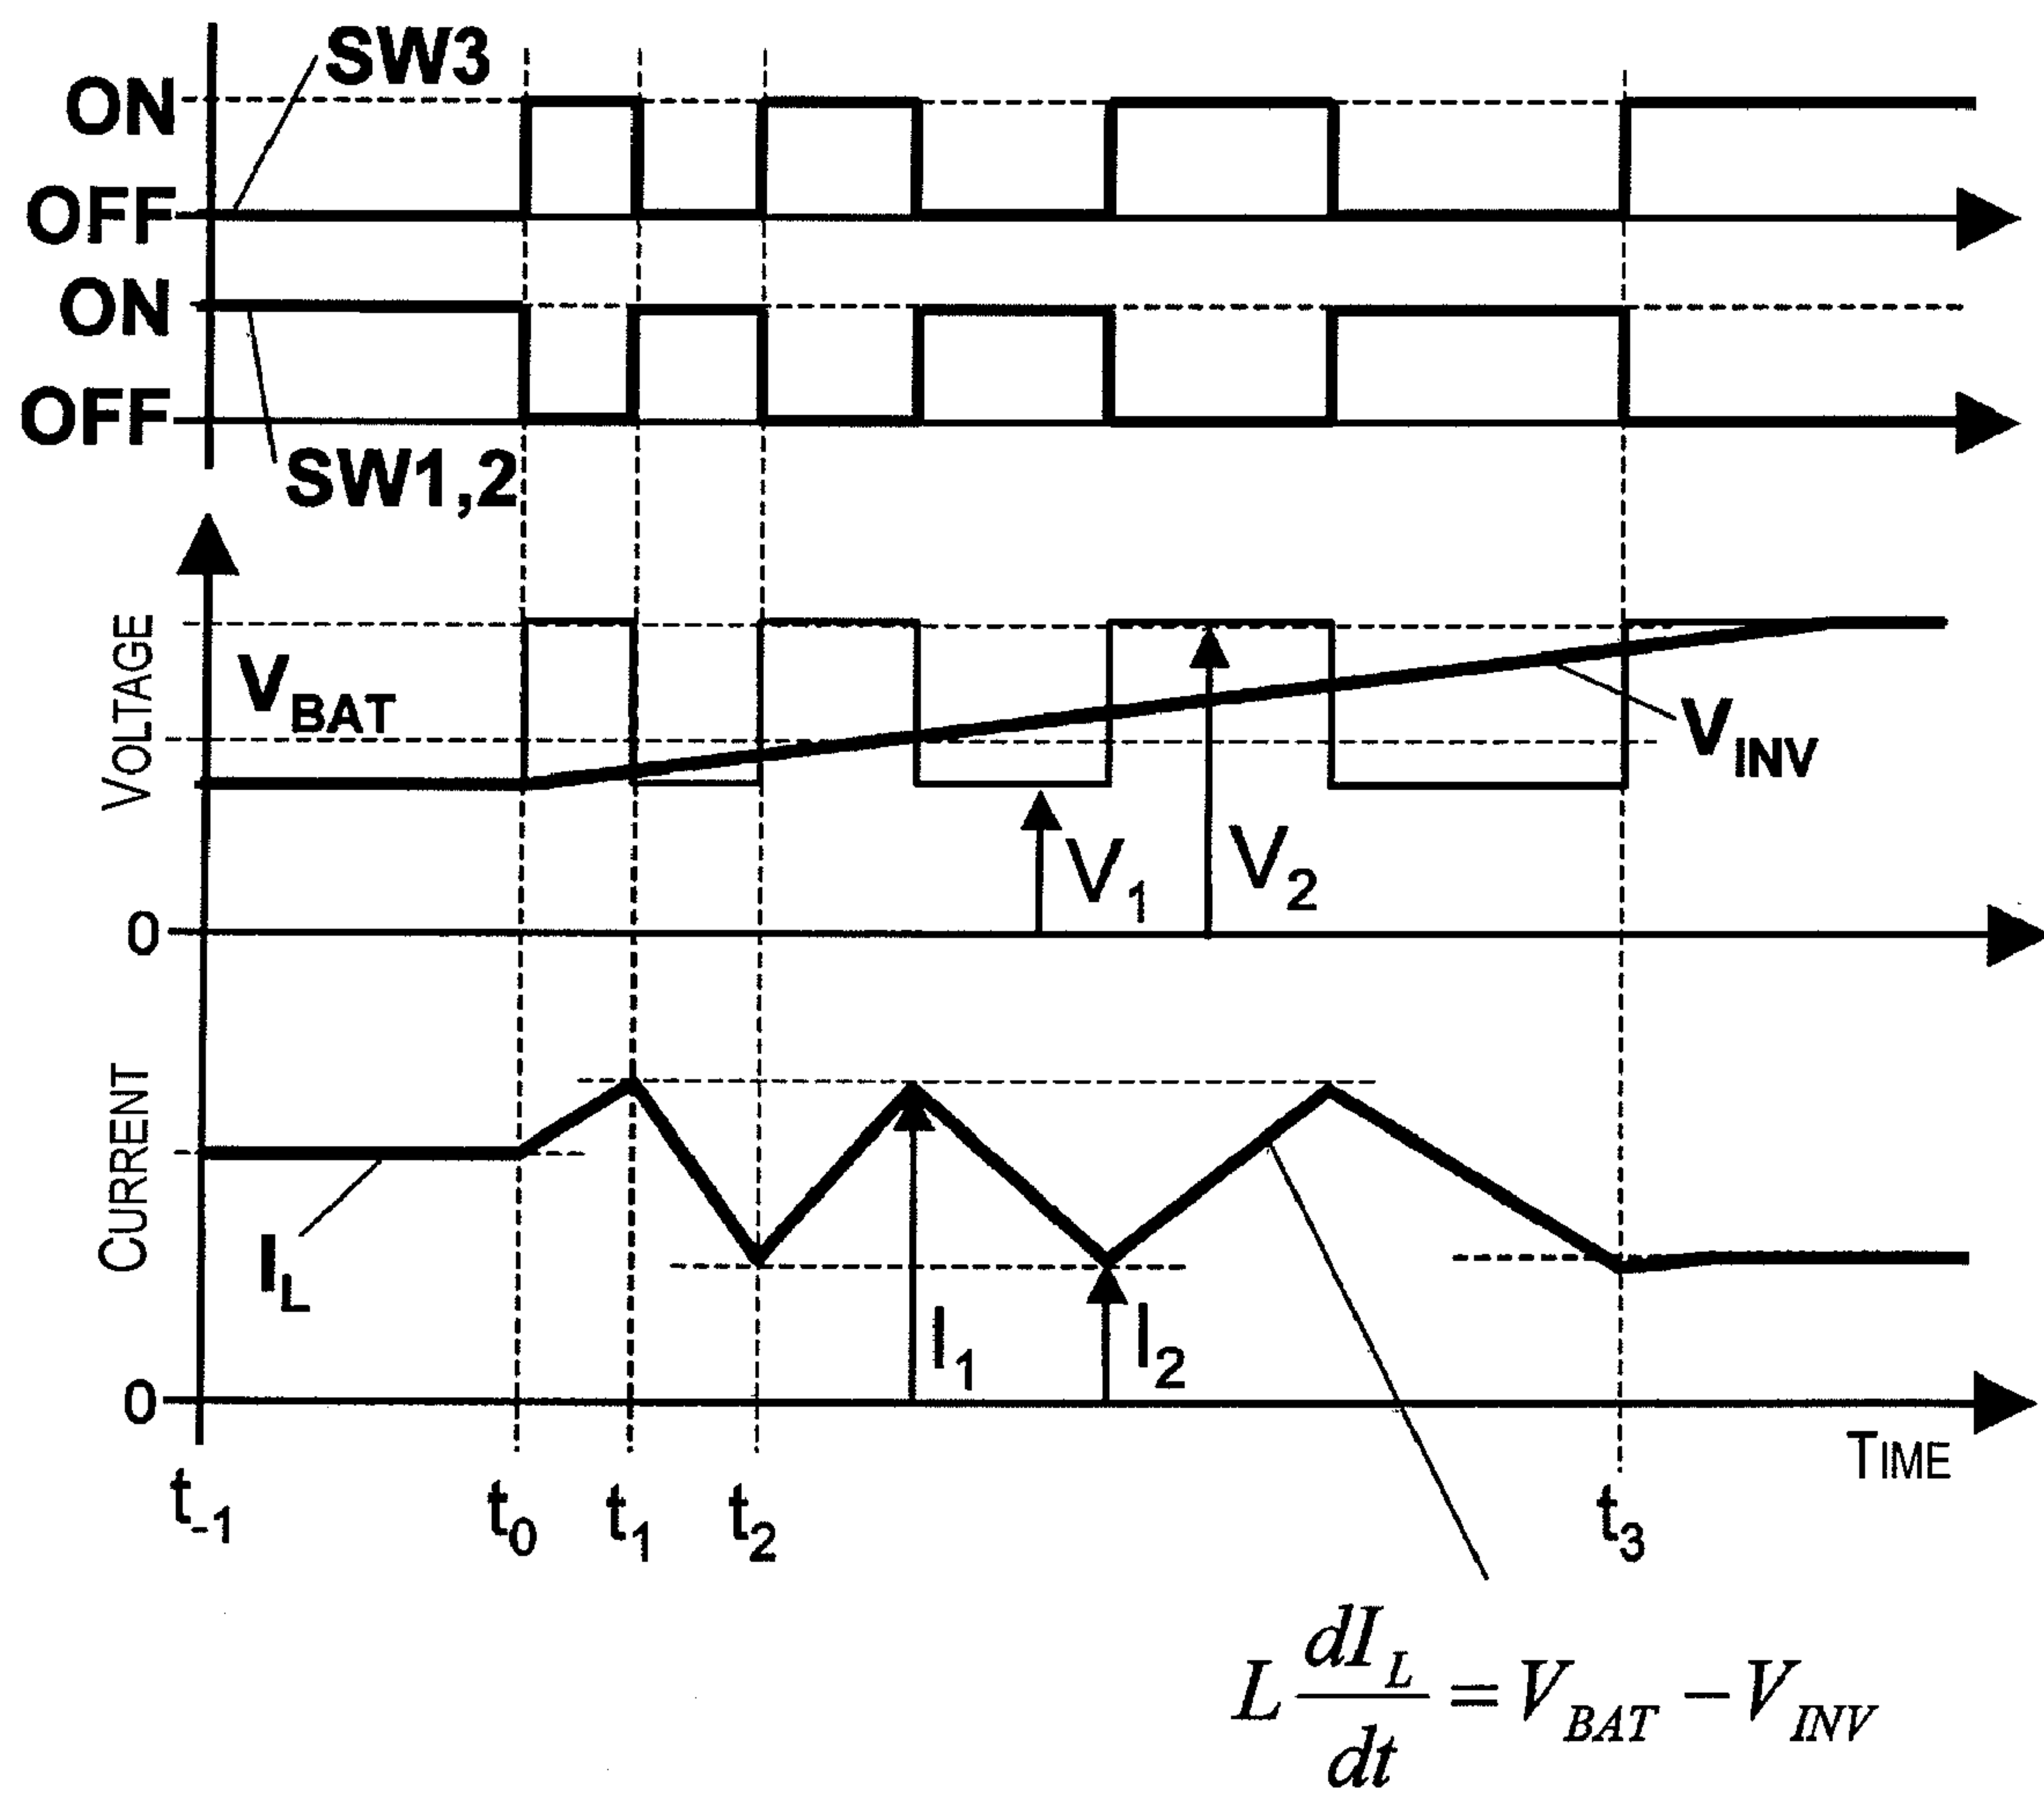 SW3
ON
OFF
ON
OFF
SW1,2
VOLTAGE
V_BAT
V_INV
V_1
V_2
0
CURRENT
I_L
I_1
I_2
0
TIME
t_-1
t_0
t_1
t_2
t_3
L dI_L/dt = V_BAT − V_INV